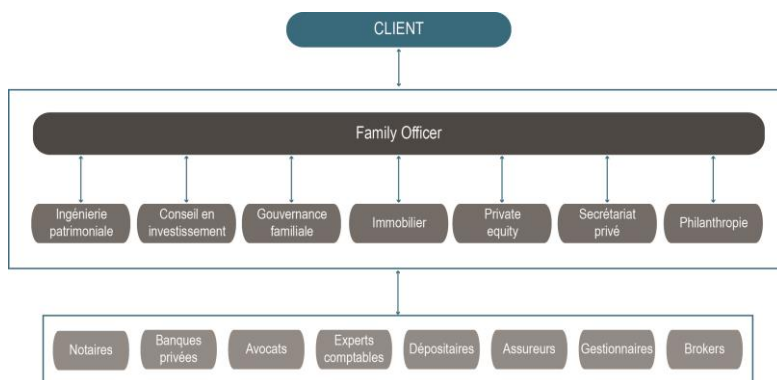 CLIENT
Family Officer
Ingénierie
patrimoniale
Conseil en
investissement
Gouvernance
familiale
Immobilier
Private
equity
Secrétariat
privé
Philanthropie
Notaires
Banques
privées
Avocats
Experts
comptables
Dépositaires
Assureurs
Gestionnaires
Brokers